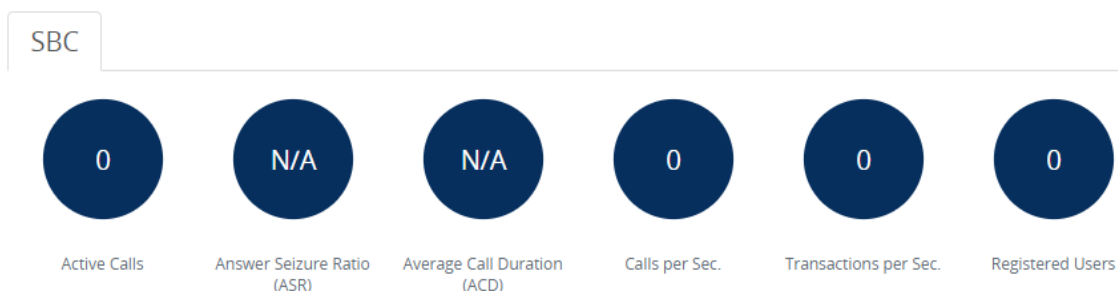 SBC
0
N/A
N/A
0
0
0
Active Calls
Answer Seizure Ratio
(ASR)
Average Call Duration
(ACD)
Calls per Sec.
Transactions per Sec.
Registered Users